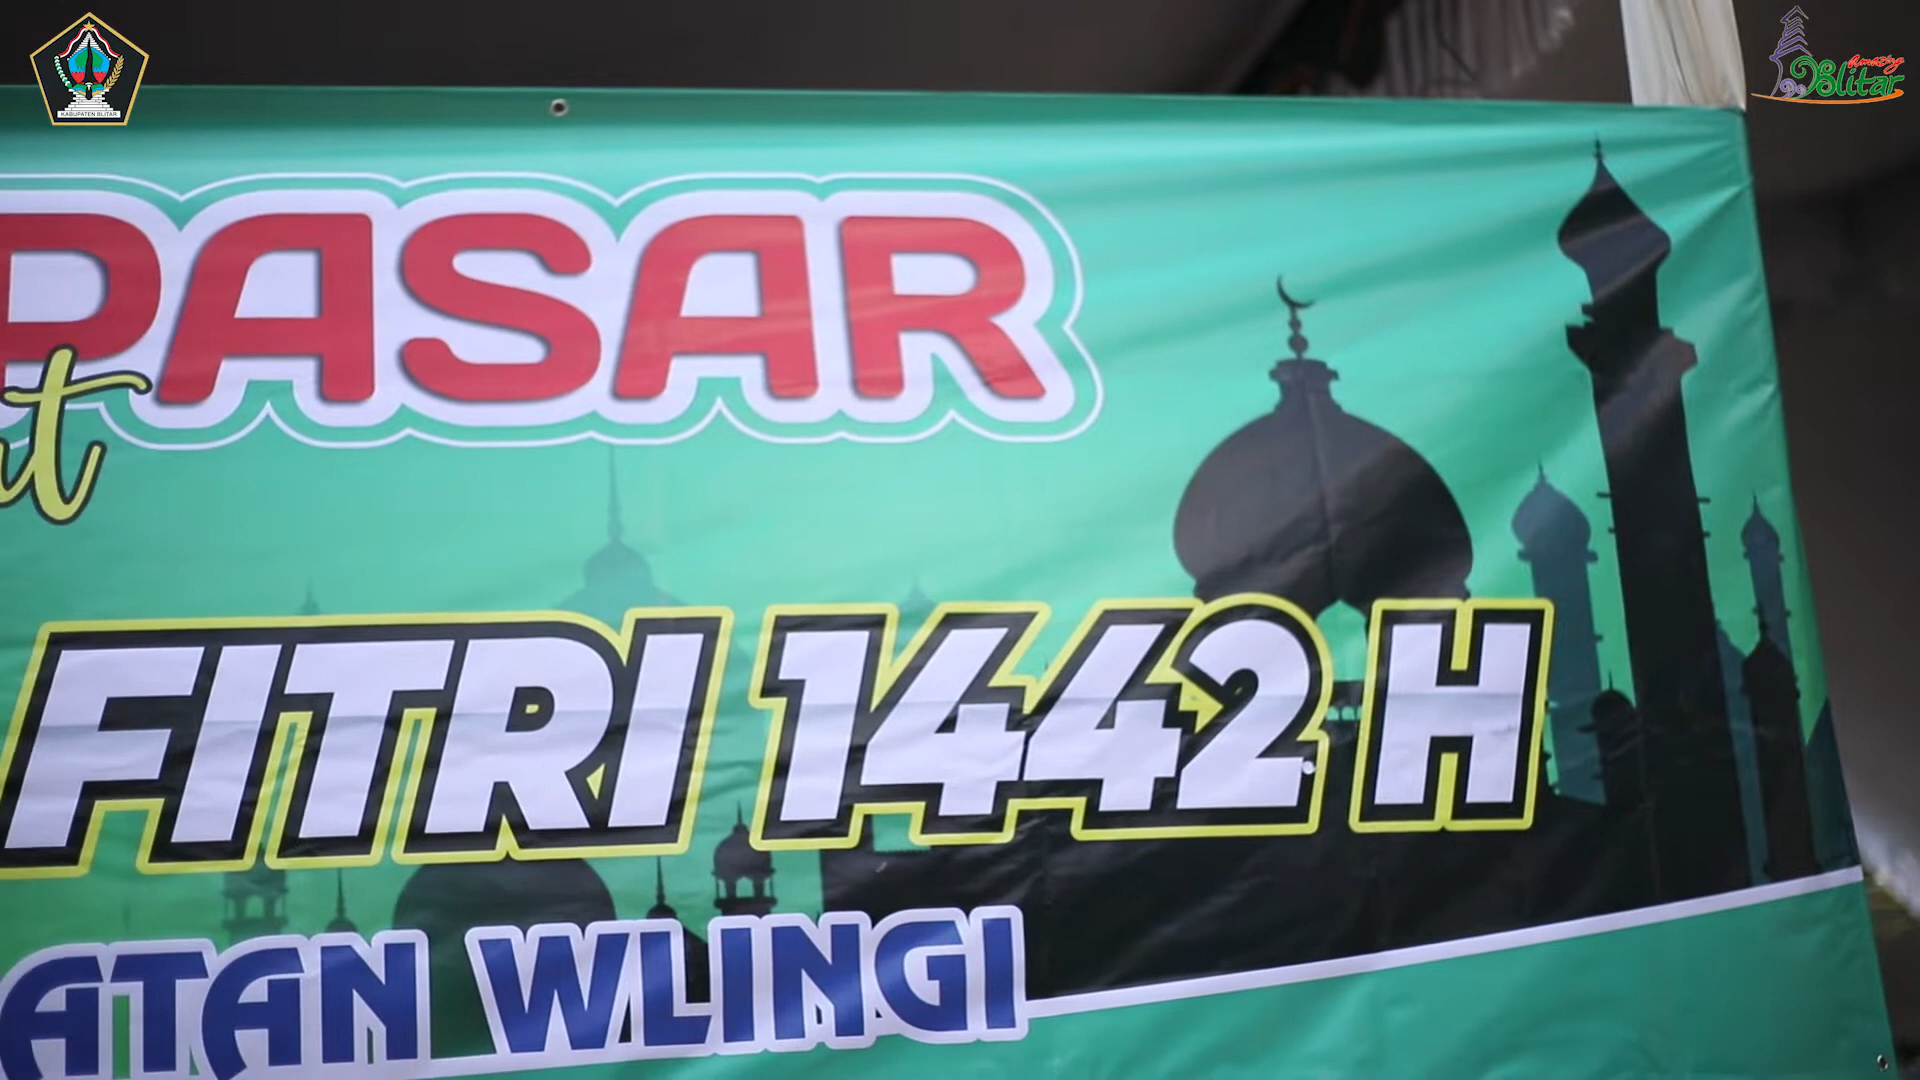 KABUPATEN BLITAR
Amazing
Blitar
PASAR
FITRI 1442 H
ATAN WLINGI